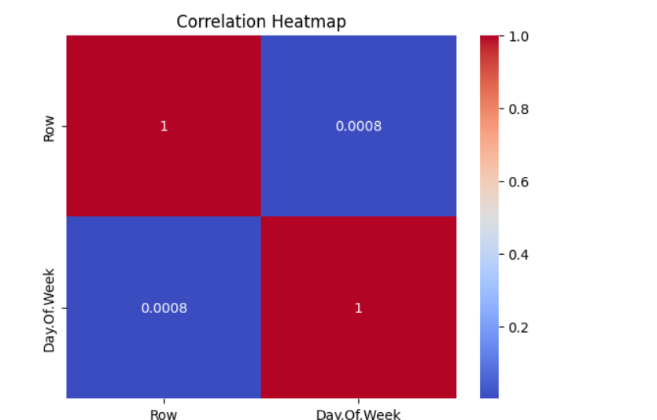 Correlation Heatmap
Row
1
0.0008
Day.Of.Week
0.0008
1
Row
Day.Of.Week
1.0
0.8
0.6
0.4
0.2